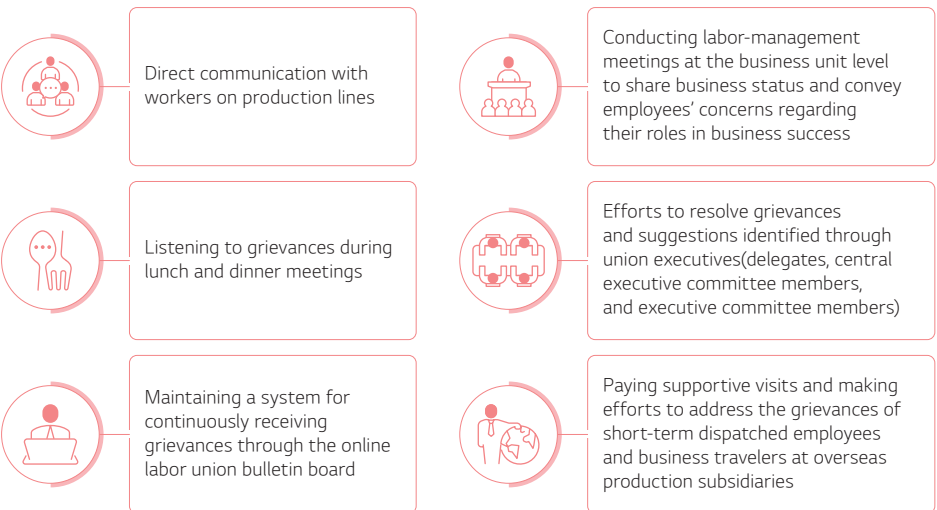 Direct communication with
workers on production lines
Conducting labor-management
meetings at the business unit level
to share business status and convey
employees’ concerns regarding
their roles in business success
Listening to grievances during
lunch and dinner meetings
Efforts to resolve grievances
and suggestions identified through
union executives(delegates, central
executive committee members,
and executive committee members)
Maintaining a system for
continuously receiving
grievances through the online
labor union bulletin board
Paying supportive visits and making
efforts to address the grievances of
short-term dispatched employees
and business travelers at overseas
production subsidiaries